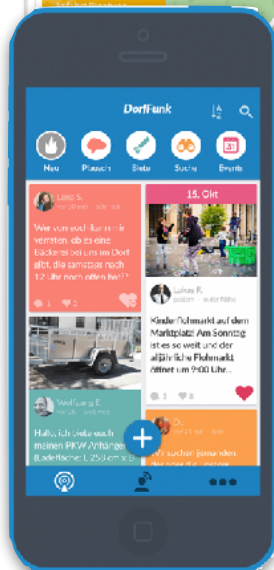 DorfFunk
Neu
Plausch
Biete
Suche
Events
Wer von euch kann mir
verraten, ob es eine
Bäckerei bei uns im Dorf
gibt, die samstags nach
12 Uhr noch offen hat??
1
2
Wolfgang E.
Hallo, ich biete euch
meinen PKW Anhänger
15. Okt
Lukas P.
Kinderflohmarkt auf dem
Marktplatz! Am Sonntag
ist es so weit und der
alljährliche Flohmarkt
öffnet um 9:00 Uhr...
3
8
Wir suchen jemanden,